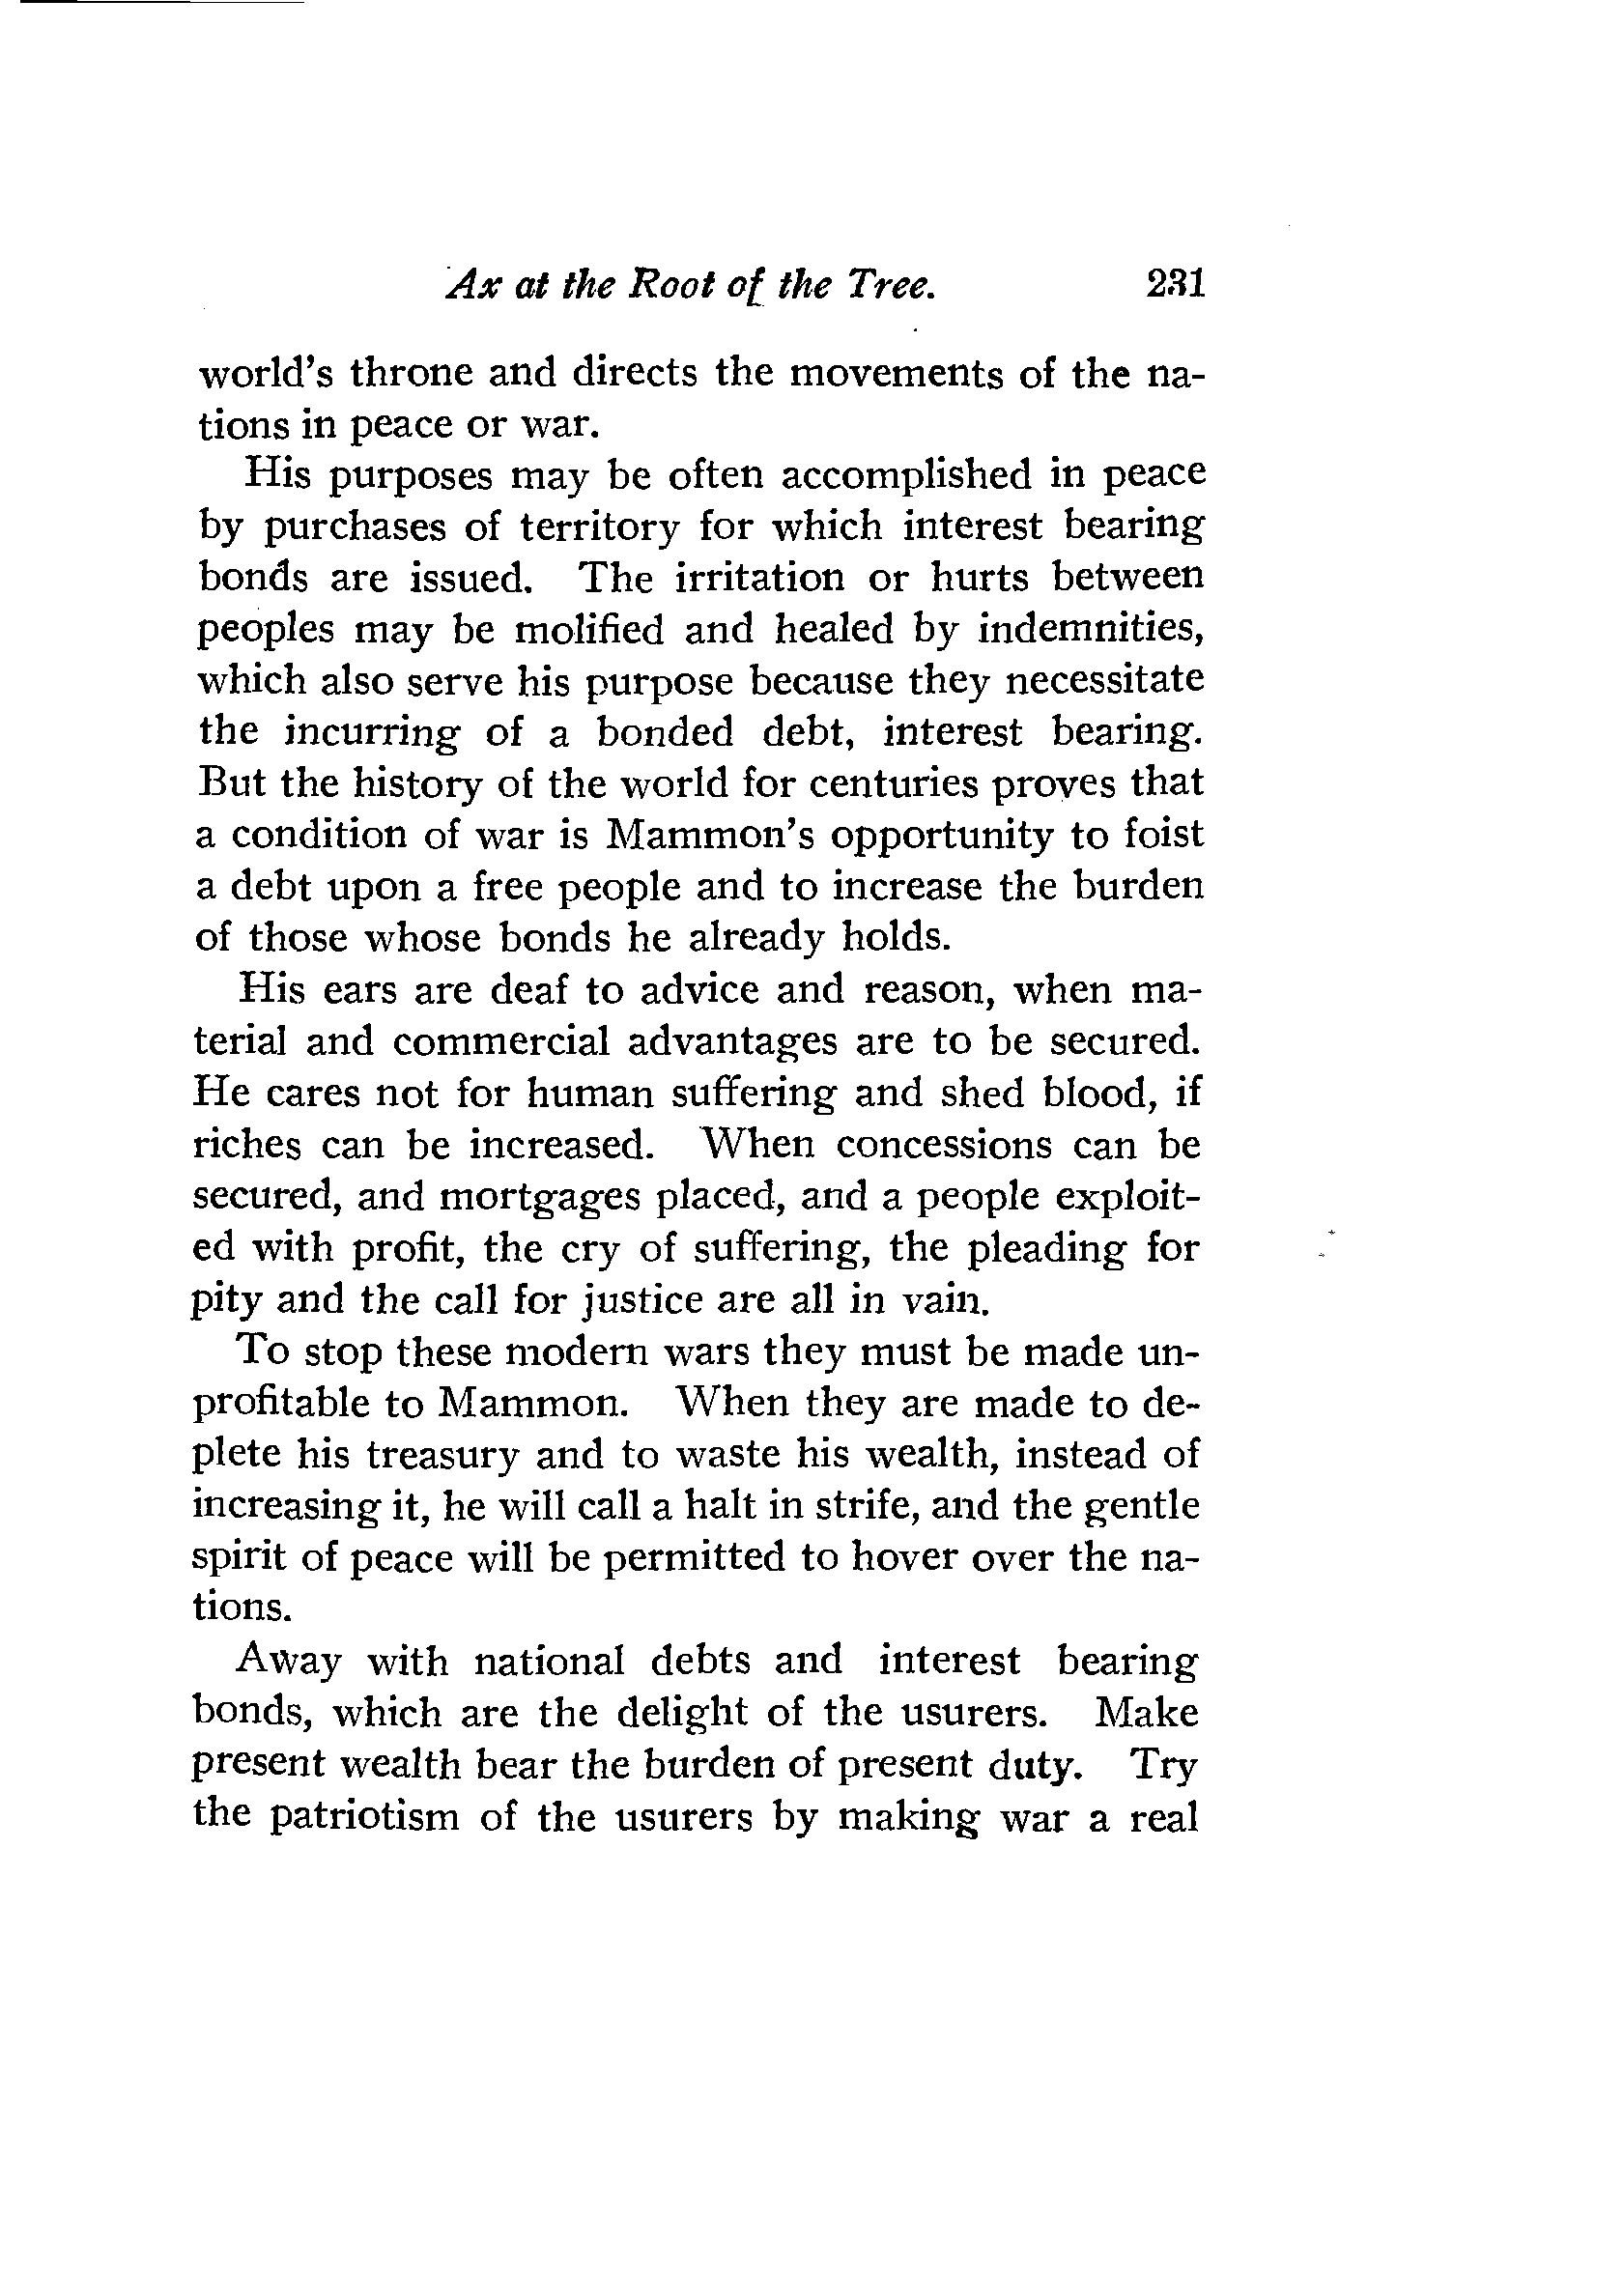 Ax at the Root of the Tree. 231
world's throne and directs the movements of the na-
tions in peace or war.
His purposes may be often accomplished in peace
by purchases of territory for which interest bearing
bonds are issued. The irritation or hurts between
peoples may be molified and healed by indemnities,
which also serve his purpose because they necessitate
the incurring of a bonded debt, interest bearing.
But the history of the world for centuries proves that
a condition of war is Mammon's opportunity to foist
a debt upon a free people and to increase the burden
of those whose bonds he already holds.
His ears are deaf to advice and reason, when ma-
terial and commercial advantages are to be secured.
He cares not for human suffering and shed blood, if
riches can be increased. When concessions can be
secured, and mortgages placed, and a people exploit-
ed with profit, the cry of suffering, the pleading for
pity and the call for justice are all in vain.
To stop these modern wars they must be made un-
profitable to Mammon. When they are made to de-
plete his treasury and to waste his wealth, instead of
increasing it, he will call a halt in strife, and the gentle
spirit of peace will be permitted to hover over the na-
tions.
Away with national debts and interest bearing
bonds, which are the delight of the usurers. Make
present wealth bear the burden of present duty. Try
the patriotism of the usurers by making war a real